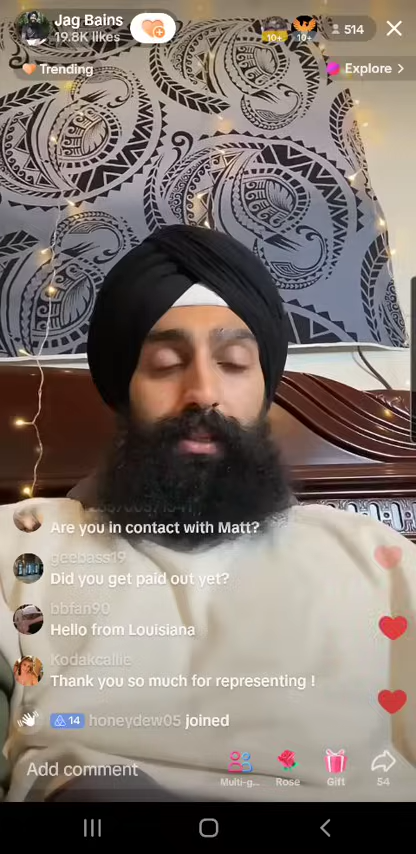 Jag Bains
19.8K likes
10+
10+
514
Trending
Explore >
Are you in contact with Matt?
geebass19
Did you get paid out yet?
bbfan90
Hello from Louisiana
Kodakcallie
Thank you so much for representing !
14 honeydew05 joined
Add comment
Multi-g...
Rose
Gift
54